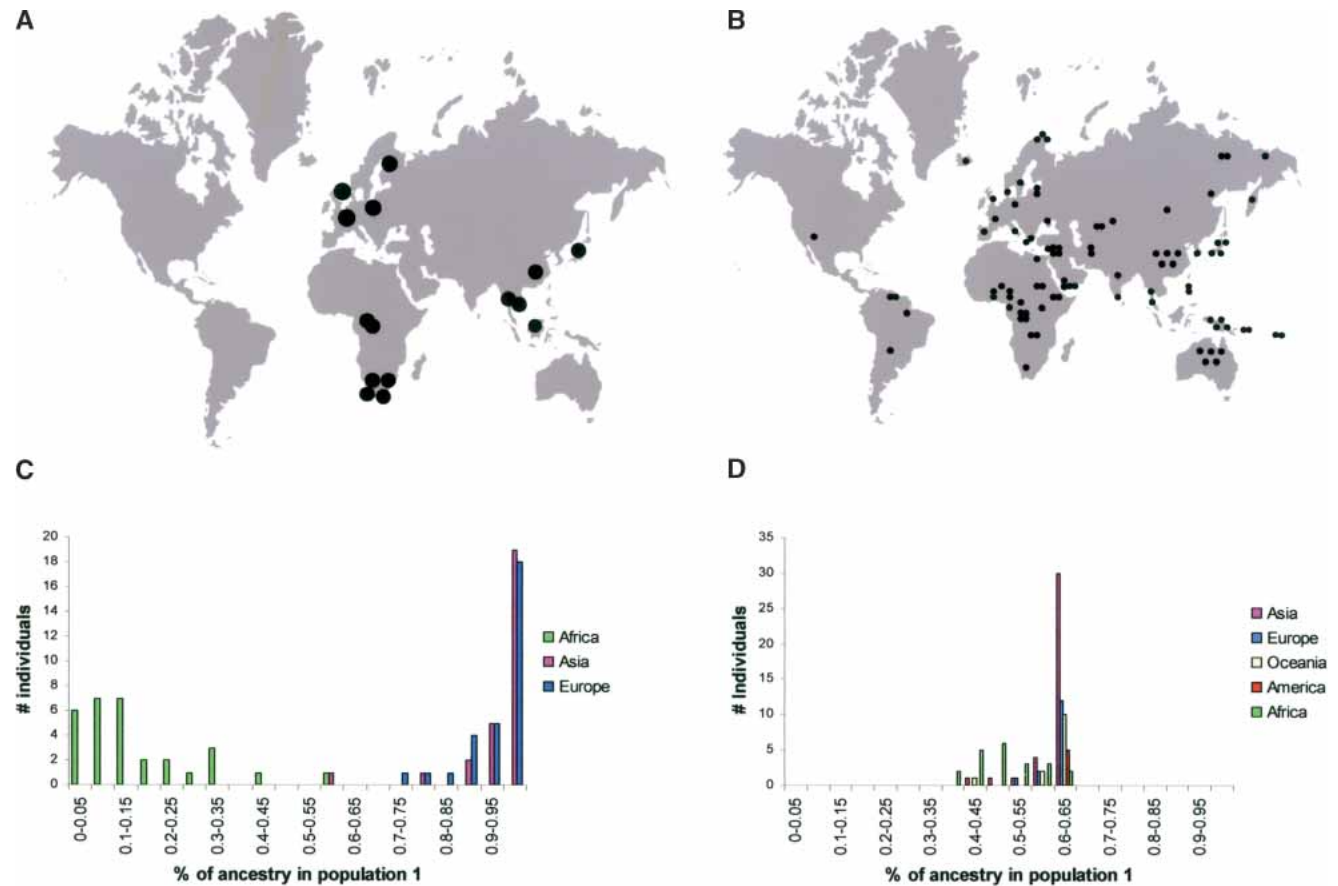 A
B
C
20
18
16
14
12
10
8
6
4
2
0
# individuals
0-0.05
0.1-0.15
0.2-0.25
0.3-0.35
0.4-0.45
0.5-0.55
0.6-0.65
0.7-0.75
0.8-0.85
0.9-0.95
% of ancestry in population 1
Africa
Asia
Europe
D
35
30
25
20
15
10
5
0
# Individuals
0-0.05
0.1-0.15
0.2-0.25
0.3-0.35
0.4-0.45
0.5-0.55
0.6-0.65
0.7-0.75
0.8-0.85
0.9-0.95
% of ancestry in population 1
Asia
Europe
Oceania
America
Africa